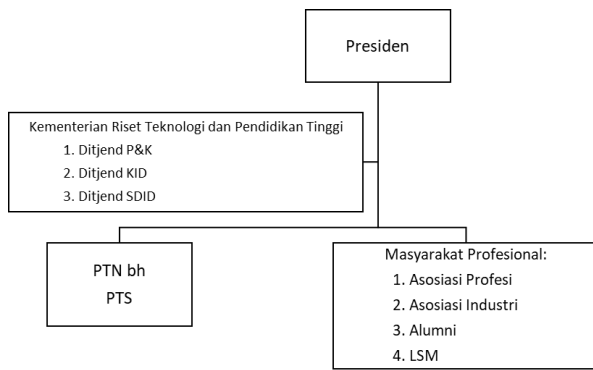 Presiden
Kementerian Riset Teknologi dan Pendidikan Tinggi
1. Ditjend P&K
2. Ditjend KID
3. Ditjend SDID
PTN bh
PTS
Masyarakat Profesional:
1. Asosiasi Profesi
2. Asosiasi Industri
3. Alumni
4. LSM